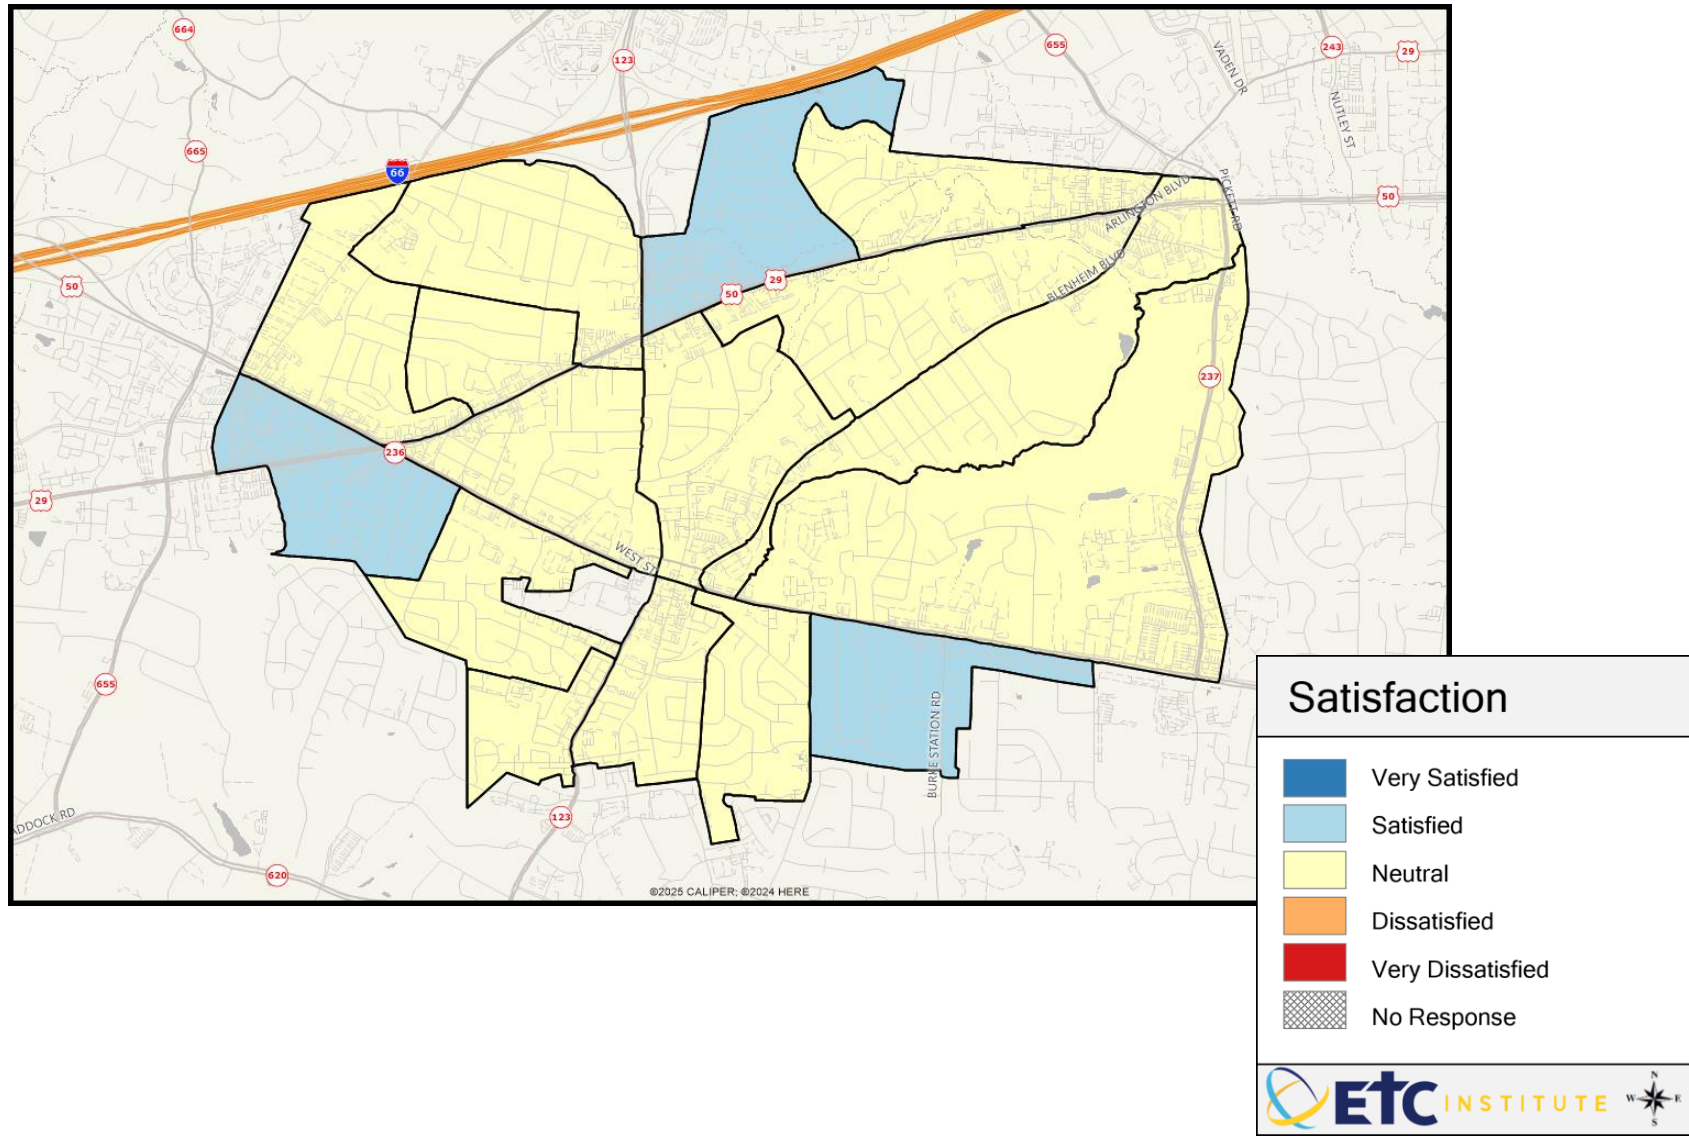 664
123
655
243
29
VADEN DR
NUTLEY ST
665
66
PICKETT RD
50
ARLINGTON BLVD
50
29
50
BLENHEIM BLVD
237
236
29
WEST ST
655
BURKE STATION RD
123
ADDOCK RD
620
©2025 CALIPER; ©2024 HERE
Satisfaction
Very Satisfied
Satisfied
Neutral
Dissatisfied
Very Dissatisfied
No Response
ETC INSTITUTE
N
W E
S